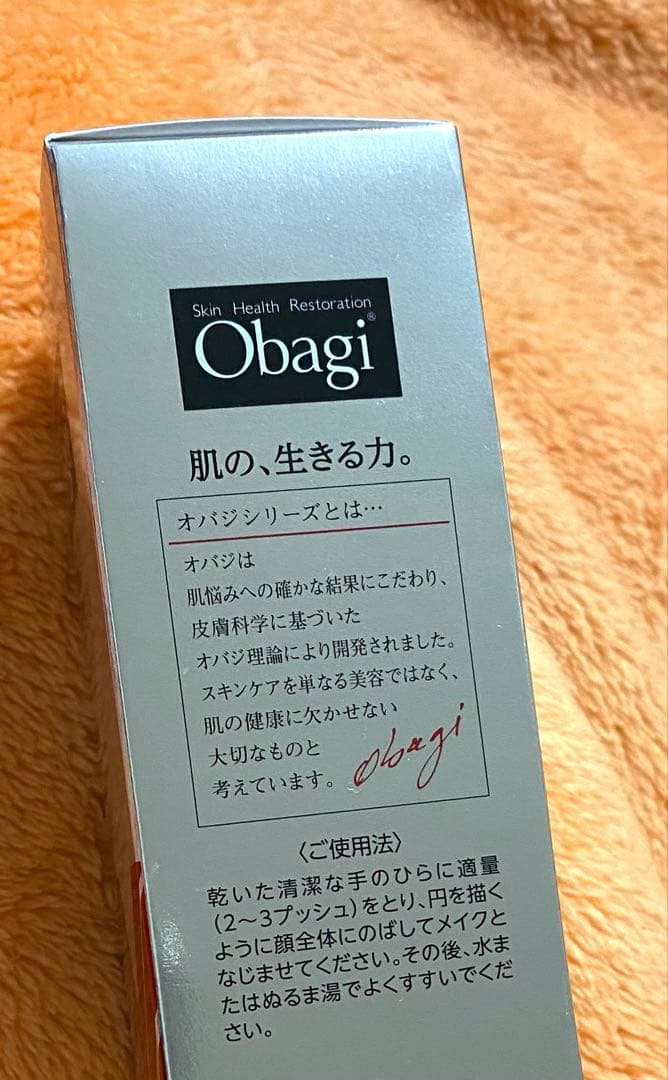 Skin Health Restoration
Obagi®
肌の、生きる力。
オバジシリーズとは…
オバジは
肌悩みへの確かな結果にこだわり、
皮膚科学に基づいた
オバジ理論により開発されました。
スキンケアを単なる美容ではなく、
肌の健康に欠かせない
大切なものと
考えています。
Obagi
〈ご使用法〉
乾いた清潔な手のひらに適量
(2〜3プッシュ)をとり、円を描く
ように顔全体にのばしてメイクと
なじませてください。その後、水ま
たはぬるま湯でよくすすいでくだ
さい。